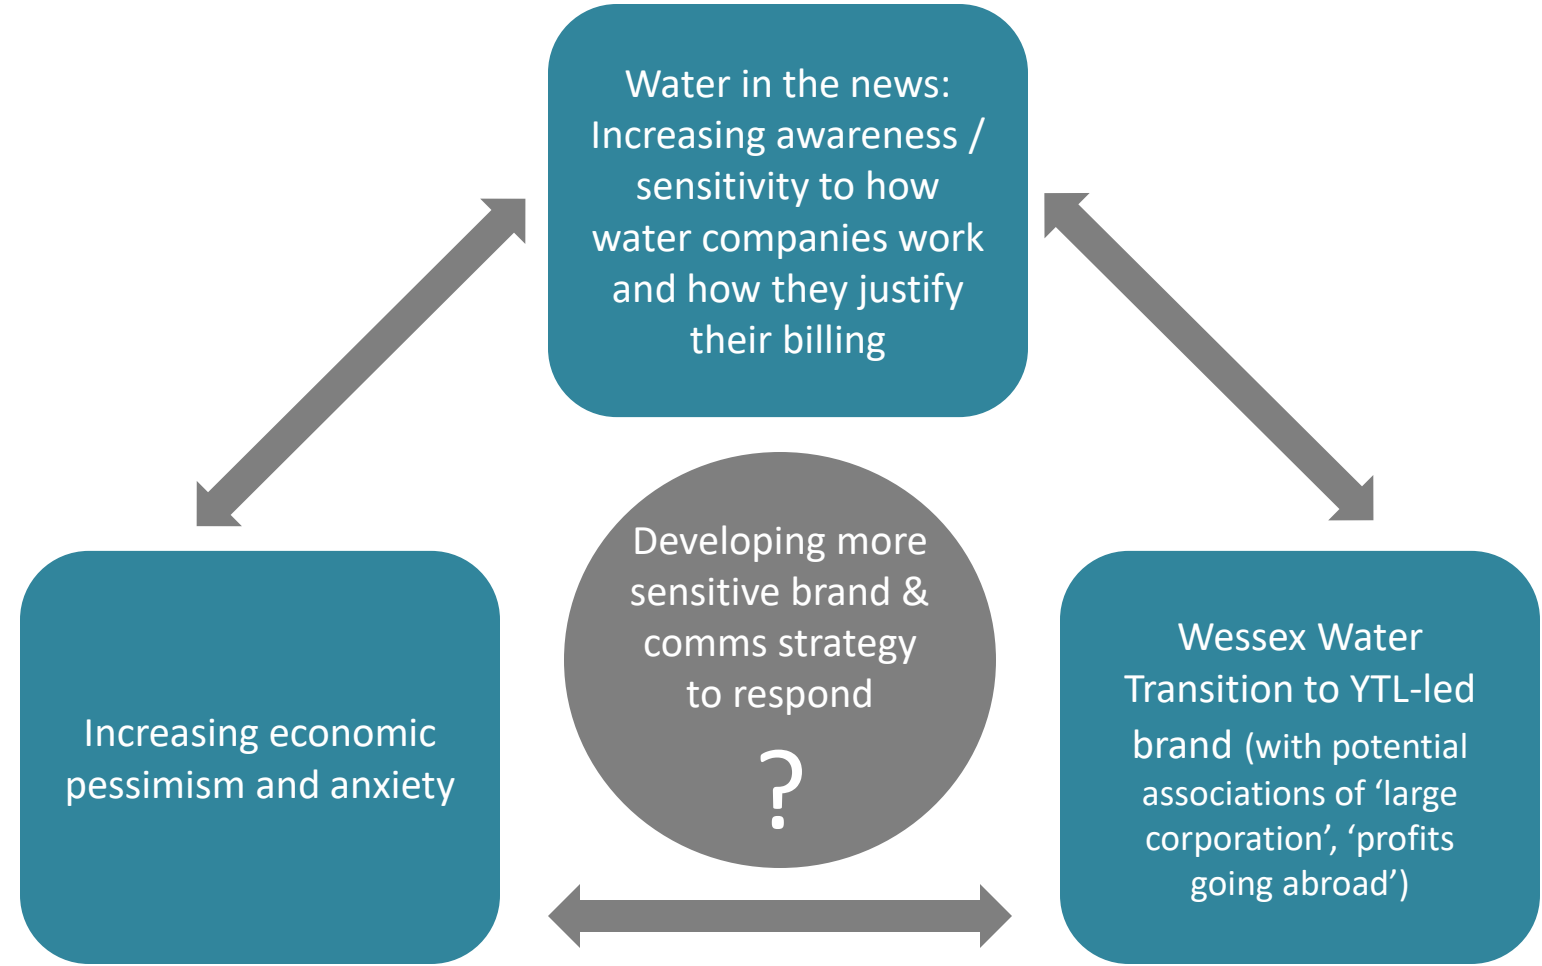 Water in the news:
Increasing awareness /
sensitivity to how
water companies work
and how they justify
their billing
Developing more
sensitive brand &
comms strategy
to respond
?
Increasing economic
pessimism and anxiety
Wessex Water
Transition to YTL-led
brand (with potential
associations of ‘large
corporation’, ‘profits
going abroad’)